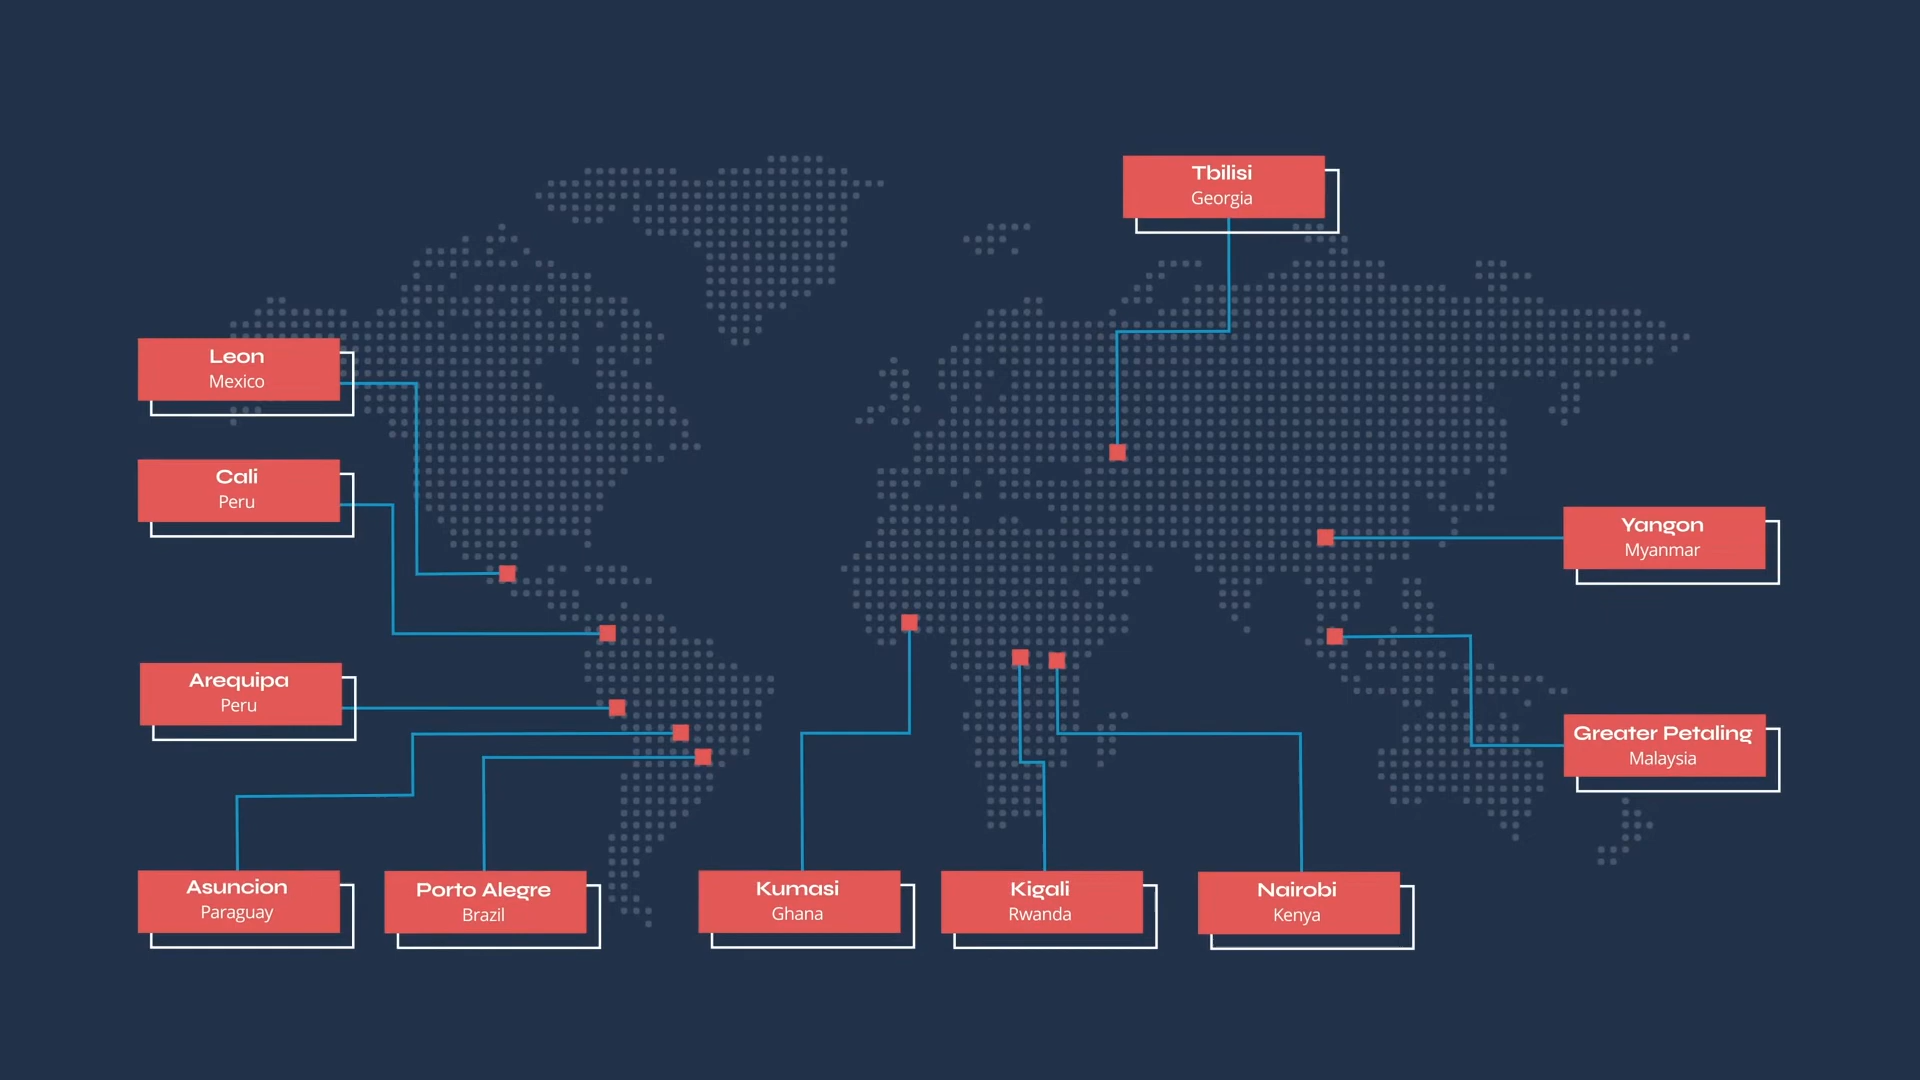 Tbilisi
Georgia
Leon
Mexico
Cali
Peru
Yangon
Myanmar
Arequipa
Peru
Greater Petaling
Malaysia
Asuncion
Paraguay
Porto Alegre
Brazil
Kumasi
Ghana
Kigali
Rwanda
Nairobi
Kenya